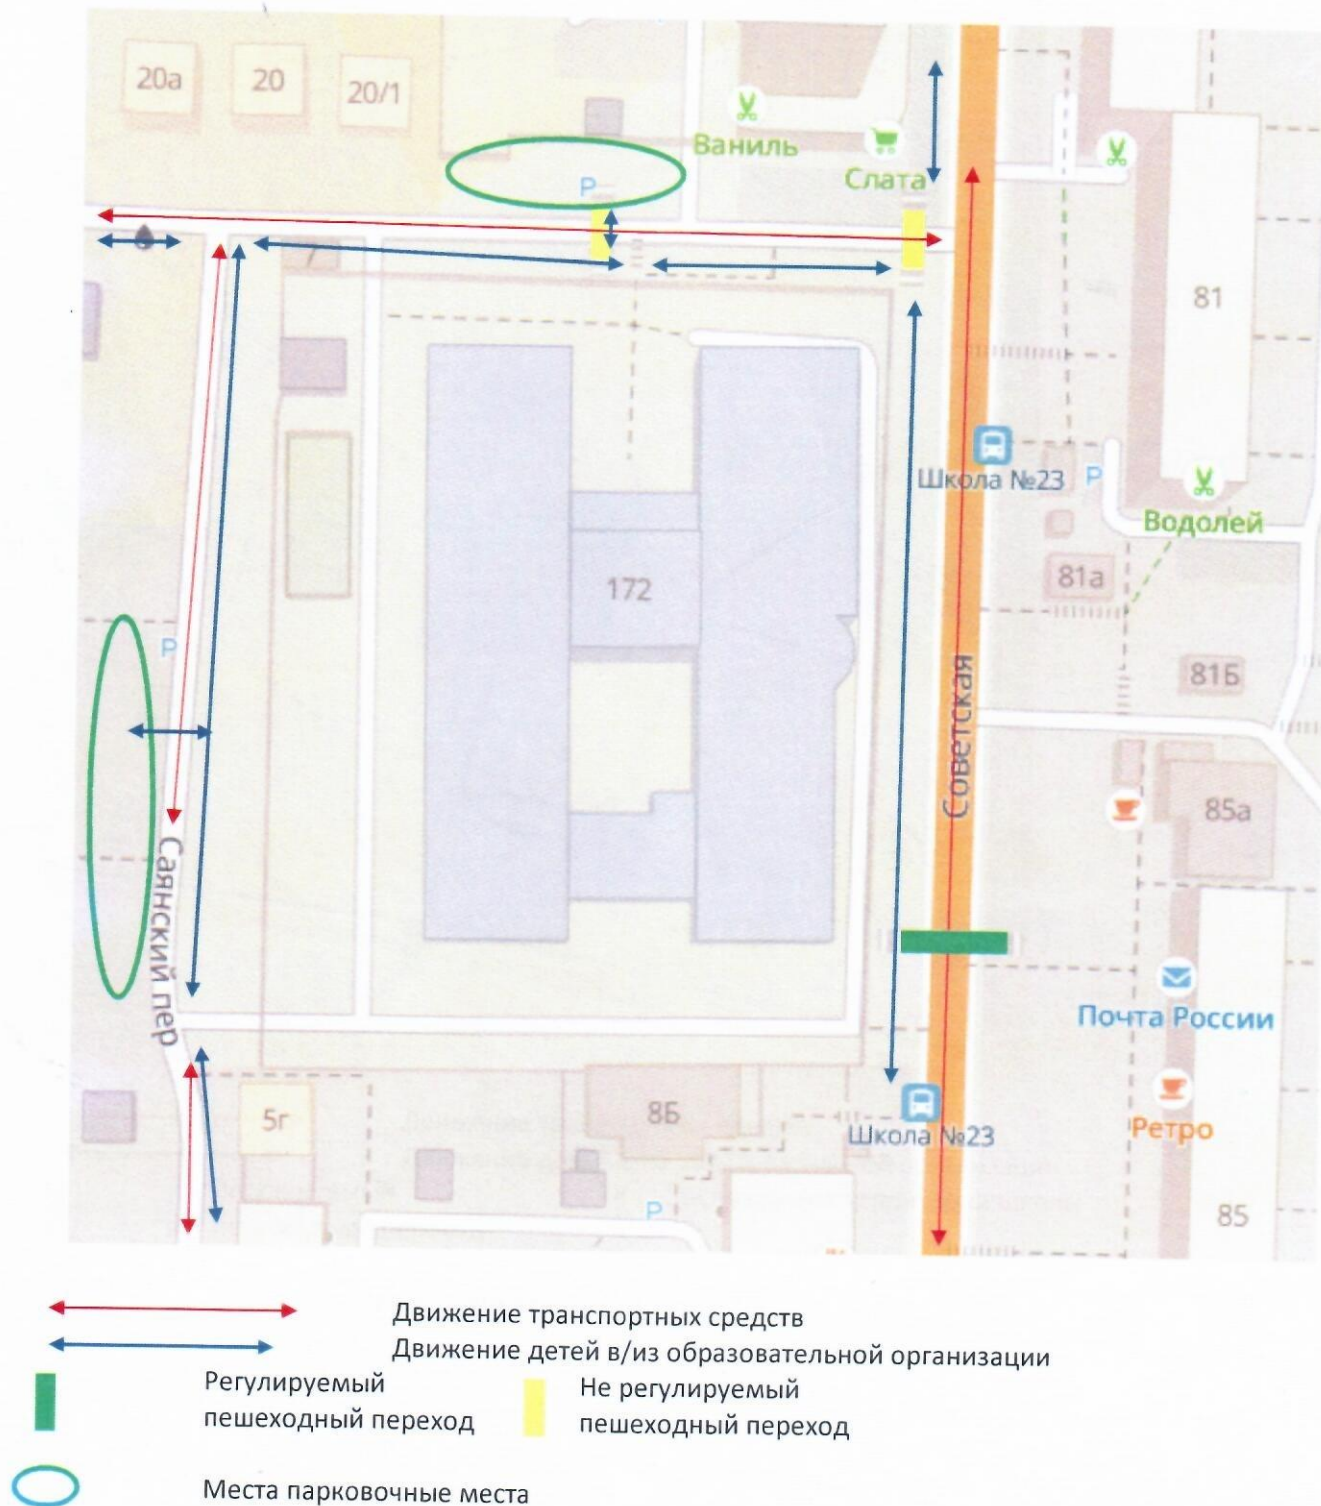 20а
20
20/1
Ваниль
Слата
Р
7
81
Школа №23
Р
Водолей
172
81а
Р
81Б
Советская
85а
Саянский пер
Почта России
5г
8Б
Школа №23
Ретро
Р
85
Движение транспортных средств
Движение детей в/из образовательной организации
Регулируемый
пешеходный переход
Не регулируемый
пешеходный переход
Места парковочные места